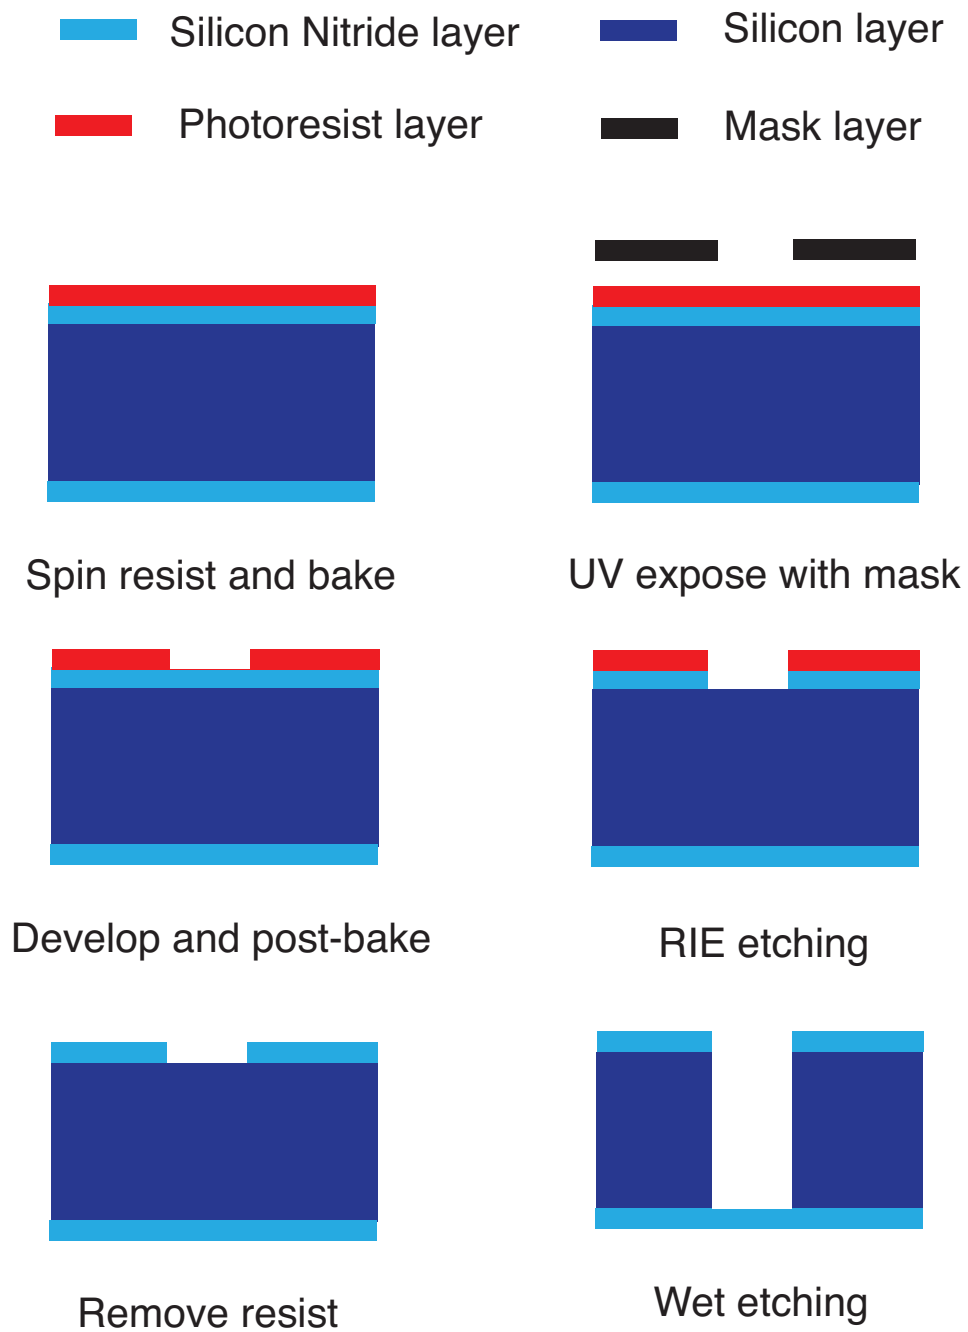 Silicon Nitride layer
Silicon layer
Photoresist layer
Mask layer
Spin resist and bake
UV expose with mask
Develop and post-bake
RIE etching
Remove resist
Wet etching